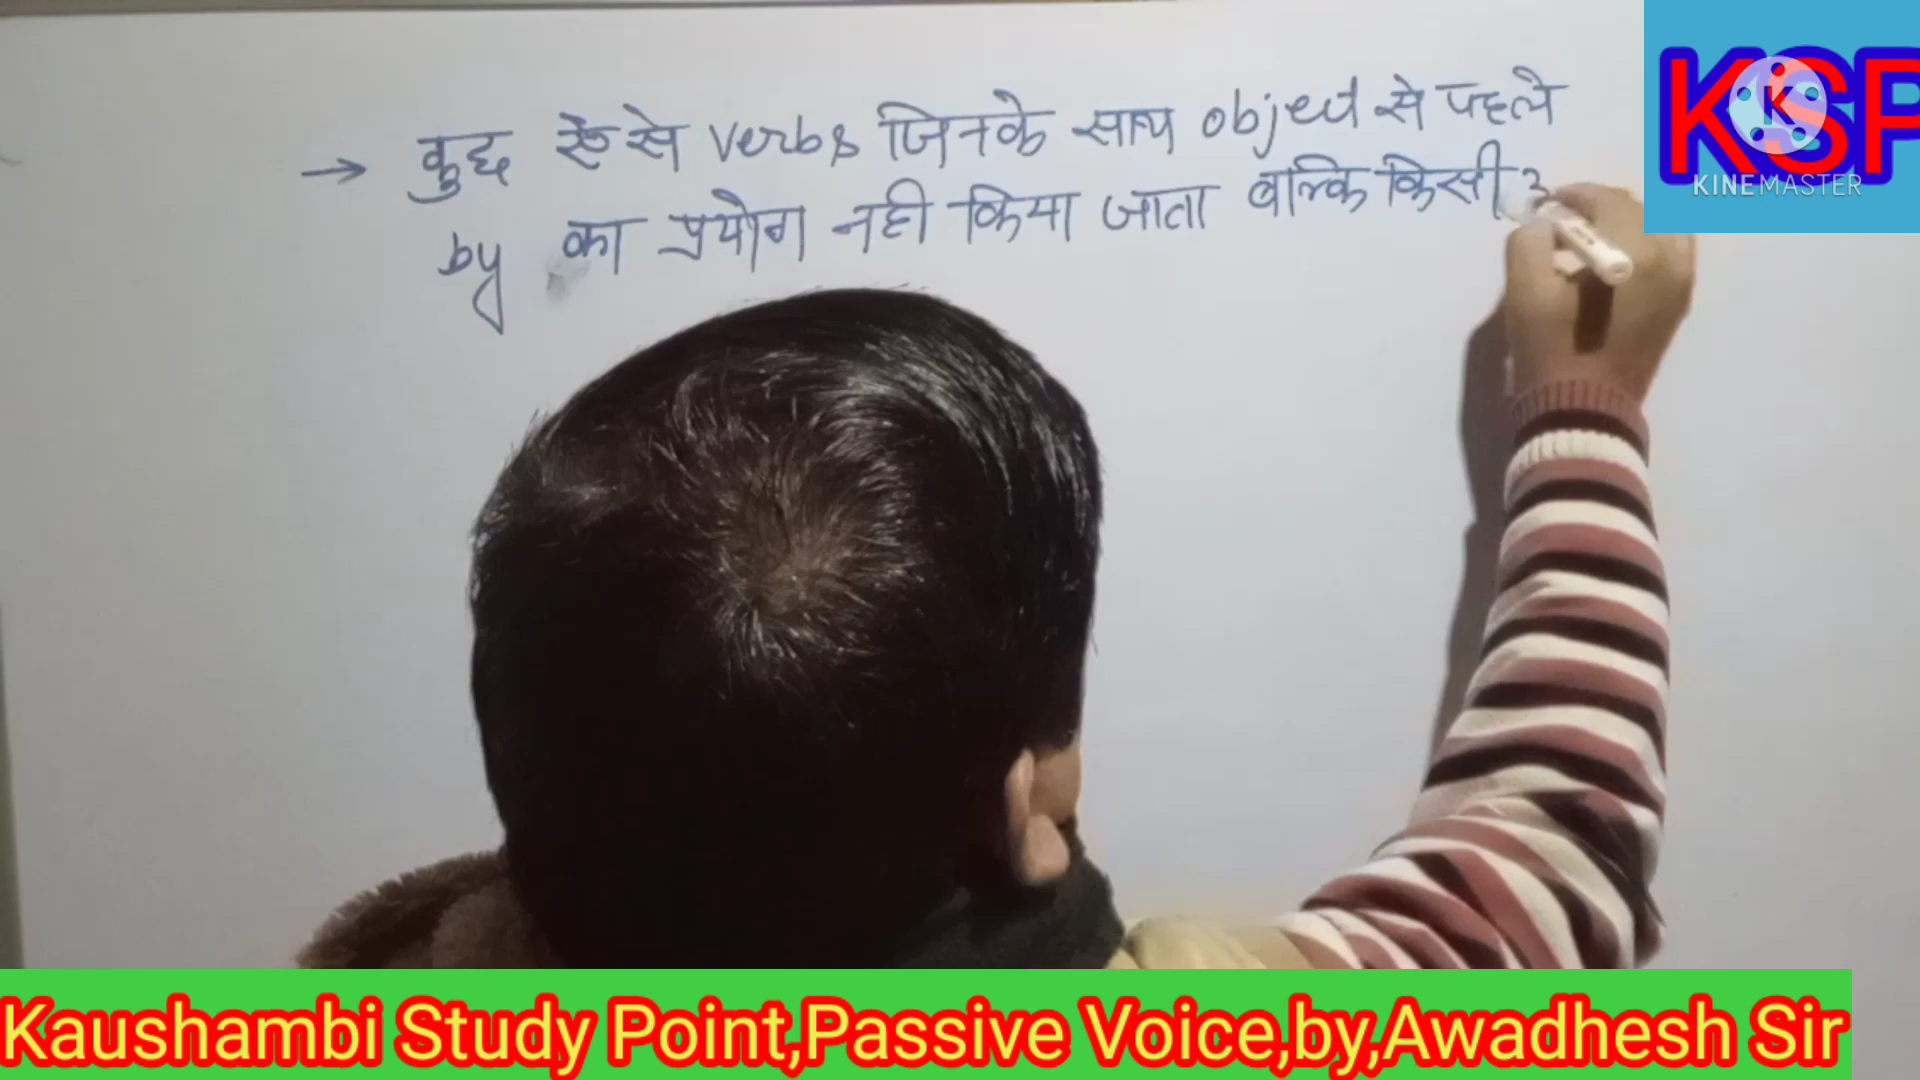 → कुछ ऐसे verbs जिनके साथ object से पहले
by का प्रयोग नही किया जाता बल्कि किसी
KSP
KINEMASTER
Kaushambi Study Point,Passive Voice,by,Awadhesh Sir